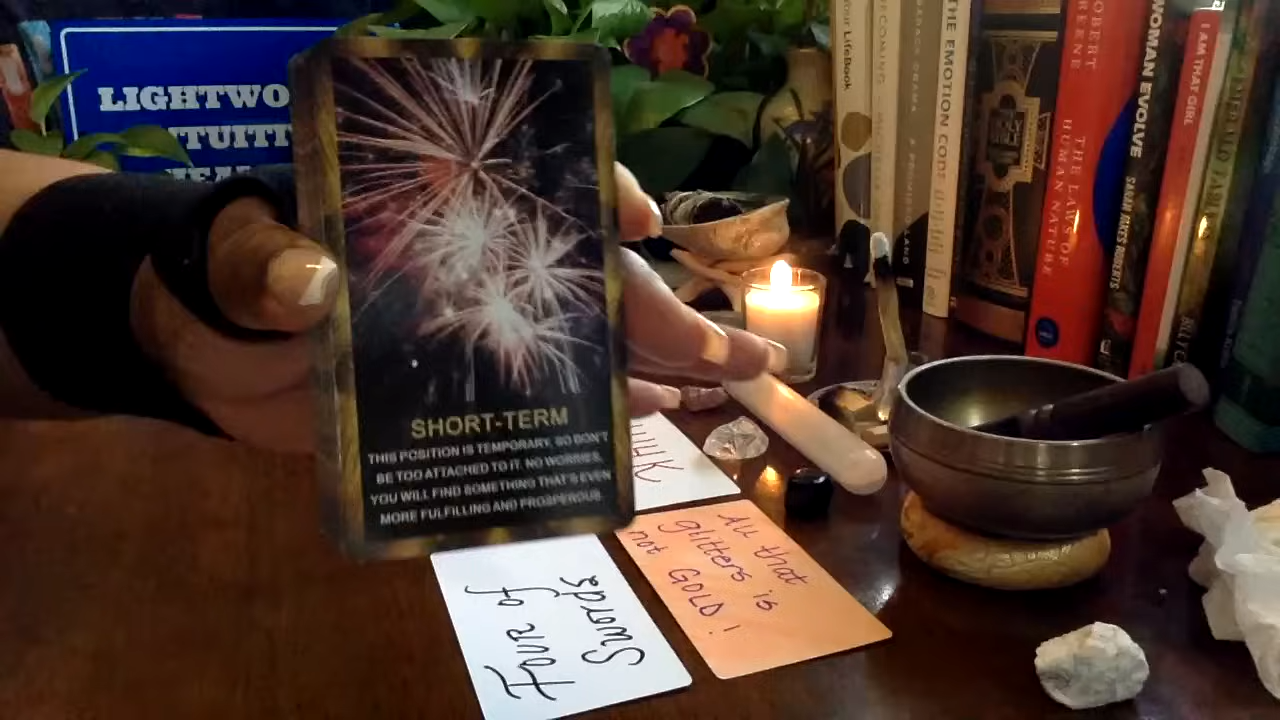 LIGHTWO
SHORT-TERM
THIS POSITION IS TEMPORARY, SO DON'T
BE TOO ATTACHED TO IT. NO WORRIES,
YOU WILL FIND SOMETHING THAT'S EVEN
MORE FULFILLING AND PROSPEROUS.
All that
glitters is
not GOLD!
Four of
Swords
your LifeBook
THE EMOTION CODE
ROBERT
GREENE
THE LAWS OF
HUMAN NATURE
WOMAN EVOLVE
SARAH JAKES ROBERTS
I AM THAT GIRL